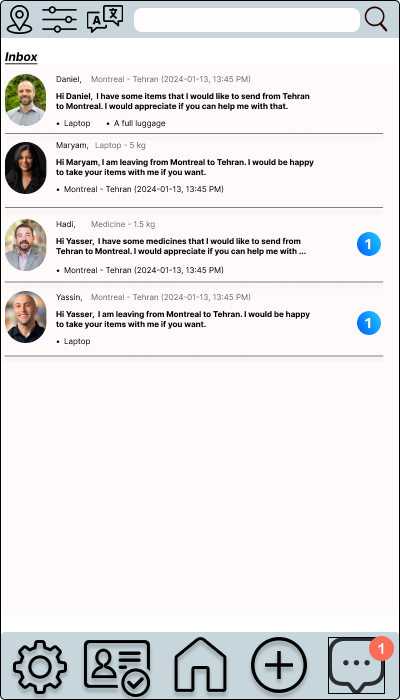 A 文
Inbox
Daniel, Montreal - Tehran (2024-01-13, 13:45 PM)
Hi Daniel, I have some items that I would like to send from Tehran
to Montreal. I would appreciate if you can help me with that.
• Laptop • A full luggage
Maryam, Laptop - 5 kg
Hi Maryam, I am leaving from Montreal to Tehran. I would be happy
to take your items with me if you want.
• Montreal - Tehran (2024-01-13, 13:45 PM)
Hadi, Medicine - 1.5 kg
Hi Yasser, I have some medicines that I would like to send from
Tehran to Montreal. I would appreciate if you can help me with ...
1
• Montreal - Tehran (2024-01-13, 13:45 PM)
Yassin, Montreal - Tehran (2024-01-13, 13:45 PM)
Hi Yasser, I am leaving from Montreal to Tehran. I would be happy
to take your items with me if you want.
1
• Laptop
1